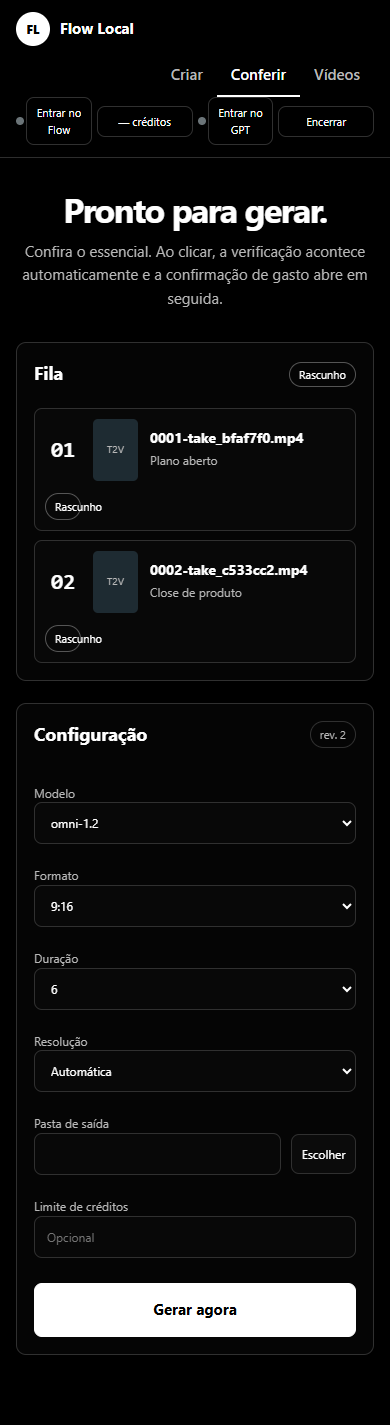 FL Flow Local
Criar Conferir Vídeos
Entrar no
Flow
— créditos
Entrar no
GPT
Encerrar
Pronto para gerar.
Confira o essencial. Ao clicar, a verificação acontece
automaticamente e a confirmação de gasto abre em
seguida.
Fila Rascunho
01 T2V 0001-take_bfaf7f0.mp4
Plano aberto
Rascunho
02 T2V 0002-take_c533cc2.mp4
Close de produto
Rascunho
Configuração rev. 2
Modelo
omni-1.2
Formato
9:16
Duração
6
Resolução
Automática
Pasta de saída
Escolher
Limite de créditos
Opcional
Gerar agora